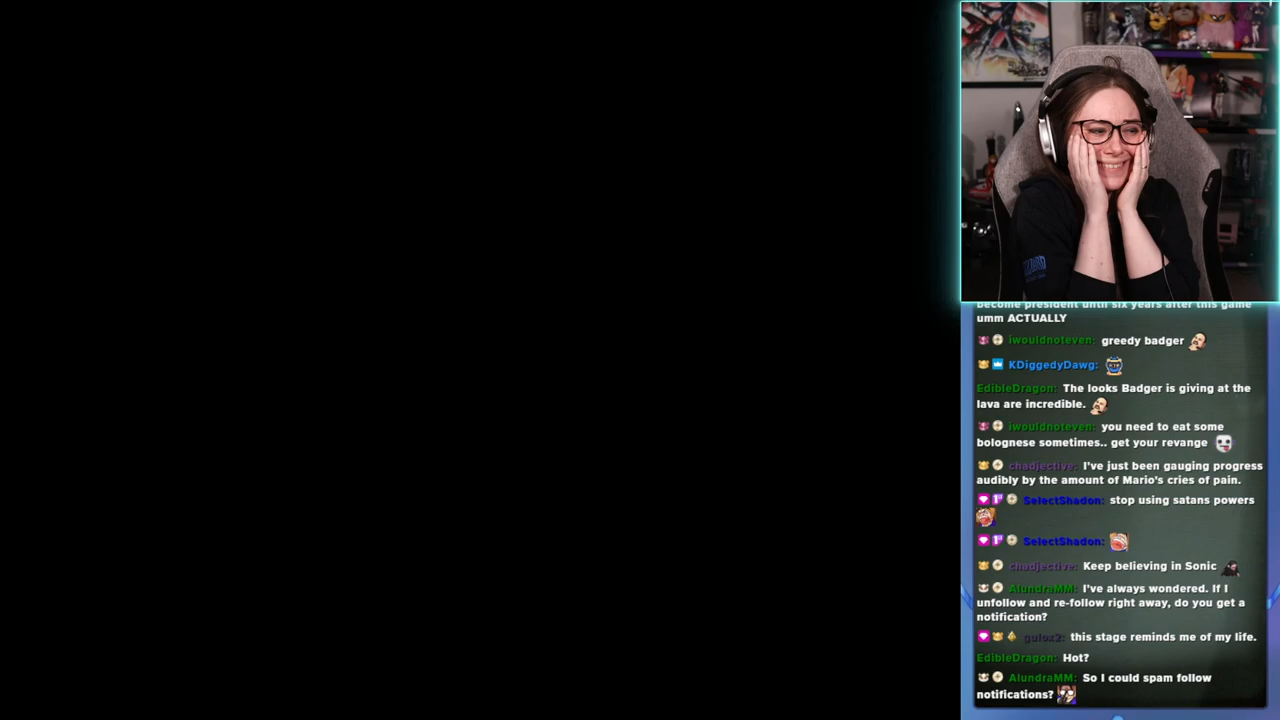 become president until six years after this game
umm ACTUALLY
iwouldnoteven: greedy badger
KDiggedyDawg:
EdibleDragon: The looks Badger is giving at the
lava are incredible.
iwouldnoteven: you need to eat some
bolognese sometimes.. get your revange
chadjective: I've just been gauging progress
audibly by the amount of Mario's cries of pain.
SelectShadon: stop using satans powers
SelectShadon:
chadjective: Keep believing in Sonic
AlundraMM: I've always wondered. If I
unfollow and re-follow right away, do you get a
notification?
gulox2: this stage reminds me of my life.
EdibleDragon: Hot?
AlundraMM: So I could spam follow
notifications?